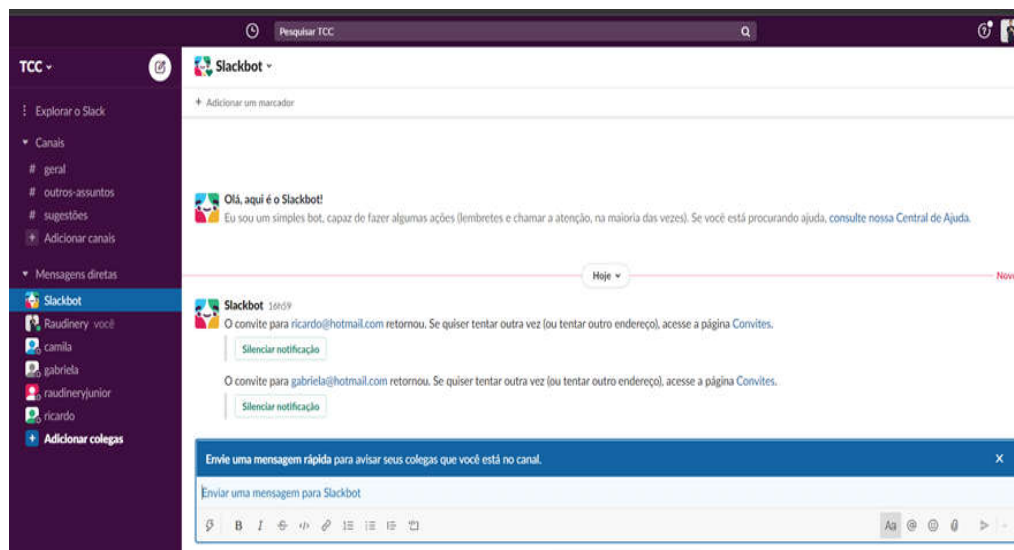 Pesquisar TCC
TCC
Slackbot
+ Adicionar um marcador
Explorar o Slack
Canais
# geral
# outros-assuntos
# sugestões
+ Adicionar canais
Mensagens diretas
Slackbot
Raudinery você
camila
gabriela
raudineryjunior
ricardo
+ Adicionar colegas
Olá, aqui é o Slackbot!
Eu sou um simples bot, capaz de fazer algumas ações (lembretes e chamar a atenção, na maioria das vezes). Se você está procurando ajuda, consulte nossa Central de Ajuda.
Hoje
Nov
Slackbot 16h59
O convite para ricardo@hotmail.com retornou. Se quiser tentar outra vez (ou tentar outro endereço), acesse a página Convites.
Silenciar notificação
O convite para gabriela@hotmail.com retornou. Se quiser tentar outra vez (ou tentar outro endereço), acesse a página Convites.
Silenciar notificação
Envie uma mensagem rápida para avisar seus colegas que você está no canal.
Enviar uma mensagem para Slackbot
B I Aa @